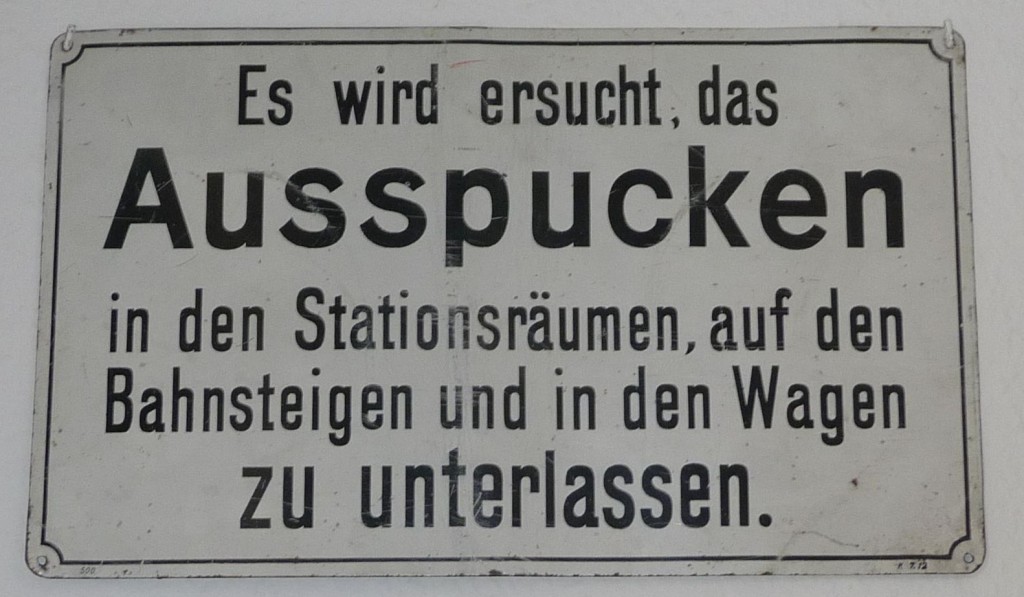 Es wird ersucht, das
Ausspucken
in den Stationsräumen, auf den
Bahnsteigen und in den Wagen
zu unterlassen.